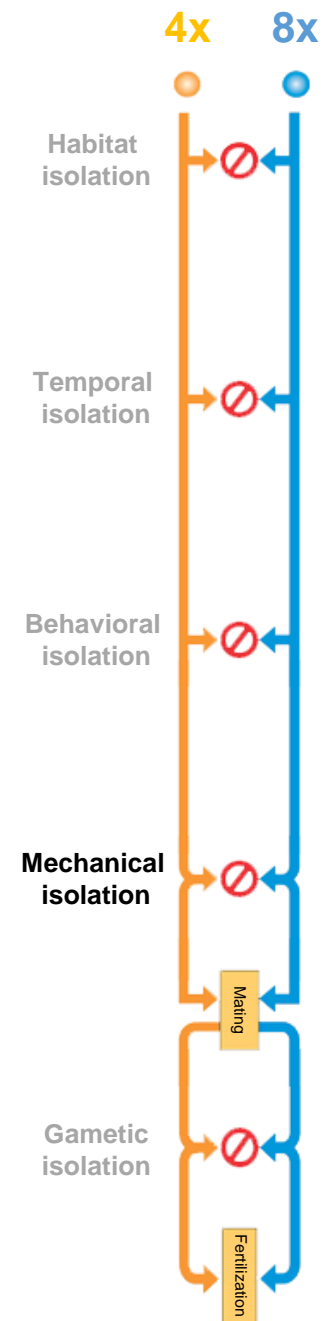 4x 8x
Habitat
isolation
Temporal
isolation
Behavioral
isolation
Mechanical
isolation
Mating
Gametic
isolation
Fertilization